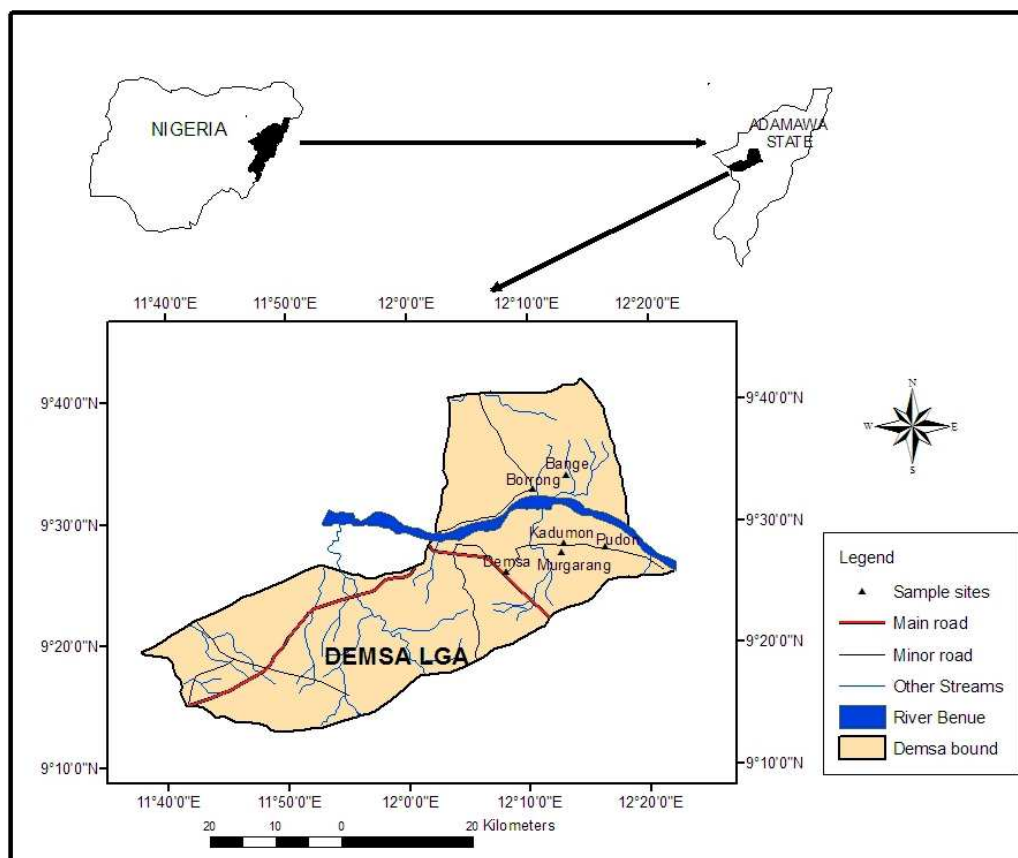 NIGERIA
ADAMAWA
STATE
11°40'0"E 11°50'0"E 12°0'0"E 12°10'0"E 12°20'0"E
9°40'0"N 9°40'0"N
9°30'0"N 9°30'0"N
9°20'0"N 9°20'0"N
9°10'0"N 9°10'0"N
Bange
Borrong
Kadumon Pudoh
Demsa Murgarang
DEMSA LGA
N
W E
S
Legend
Sample sites
Main road
Minor road
Other Streams
River Benue
Demsa bound
11°40'0"E 11°50'0"E 12°0'0"E 12°10'0"E 12°20'0"E
20 10 0 20 Kilometers